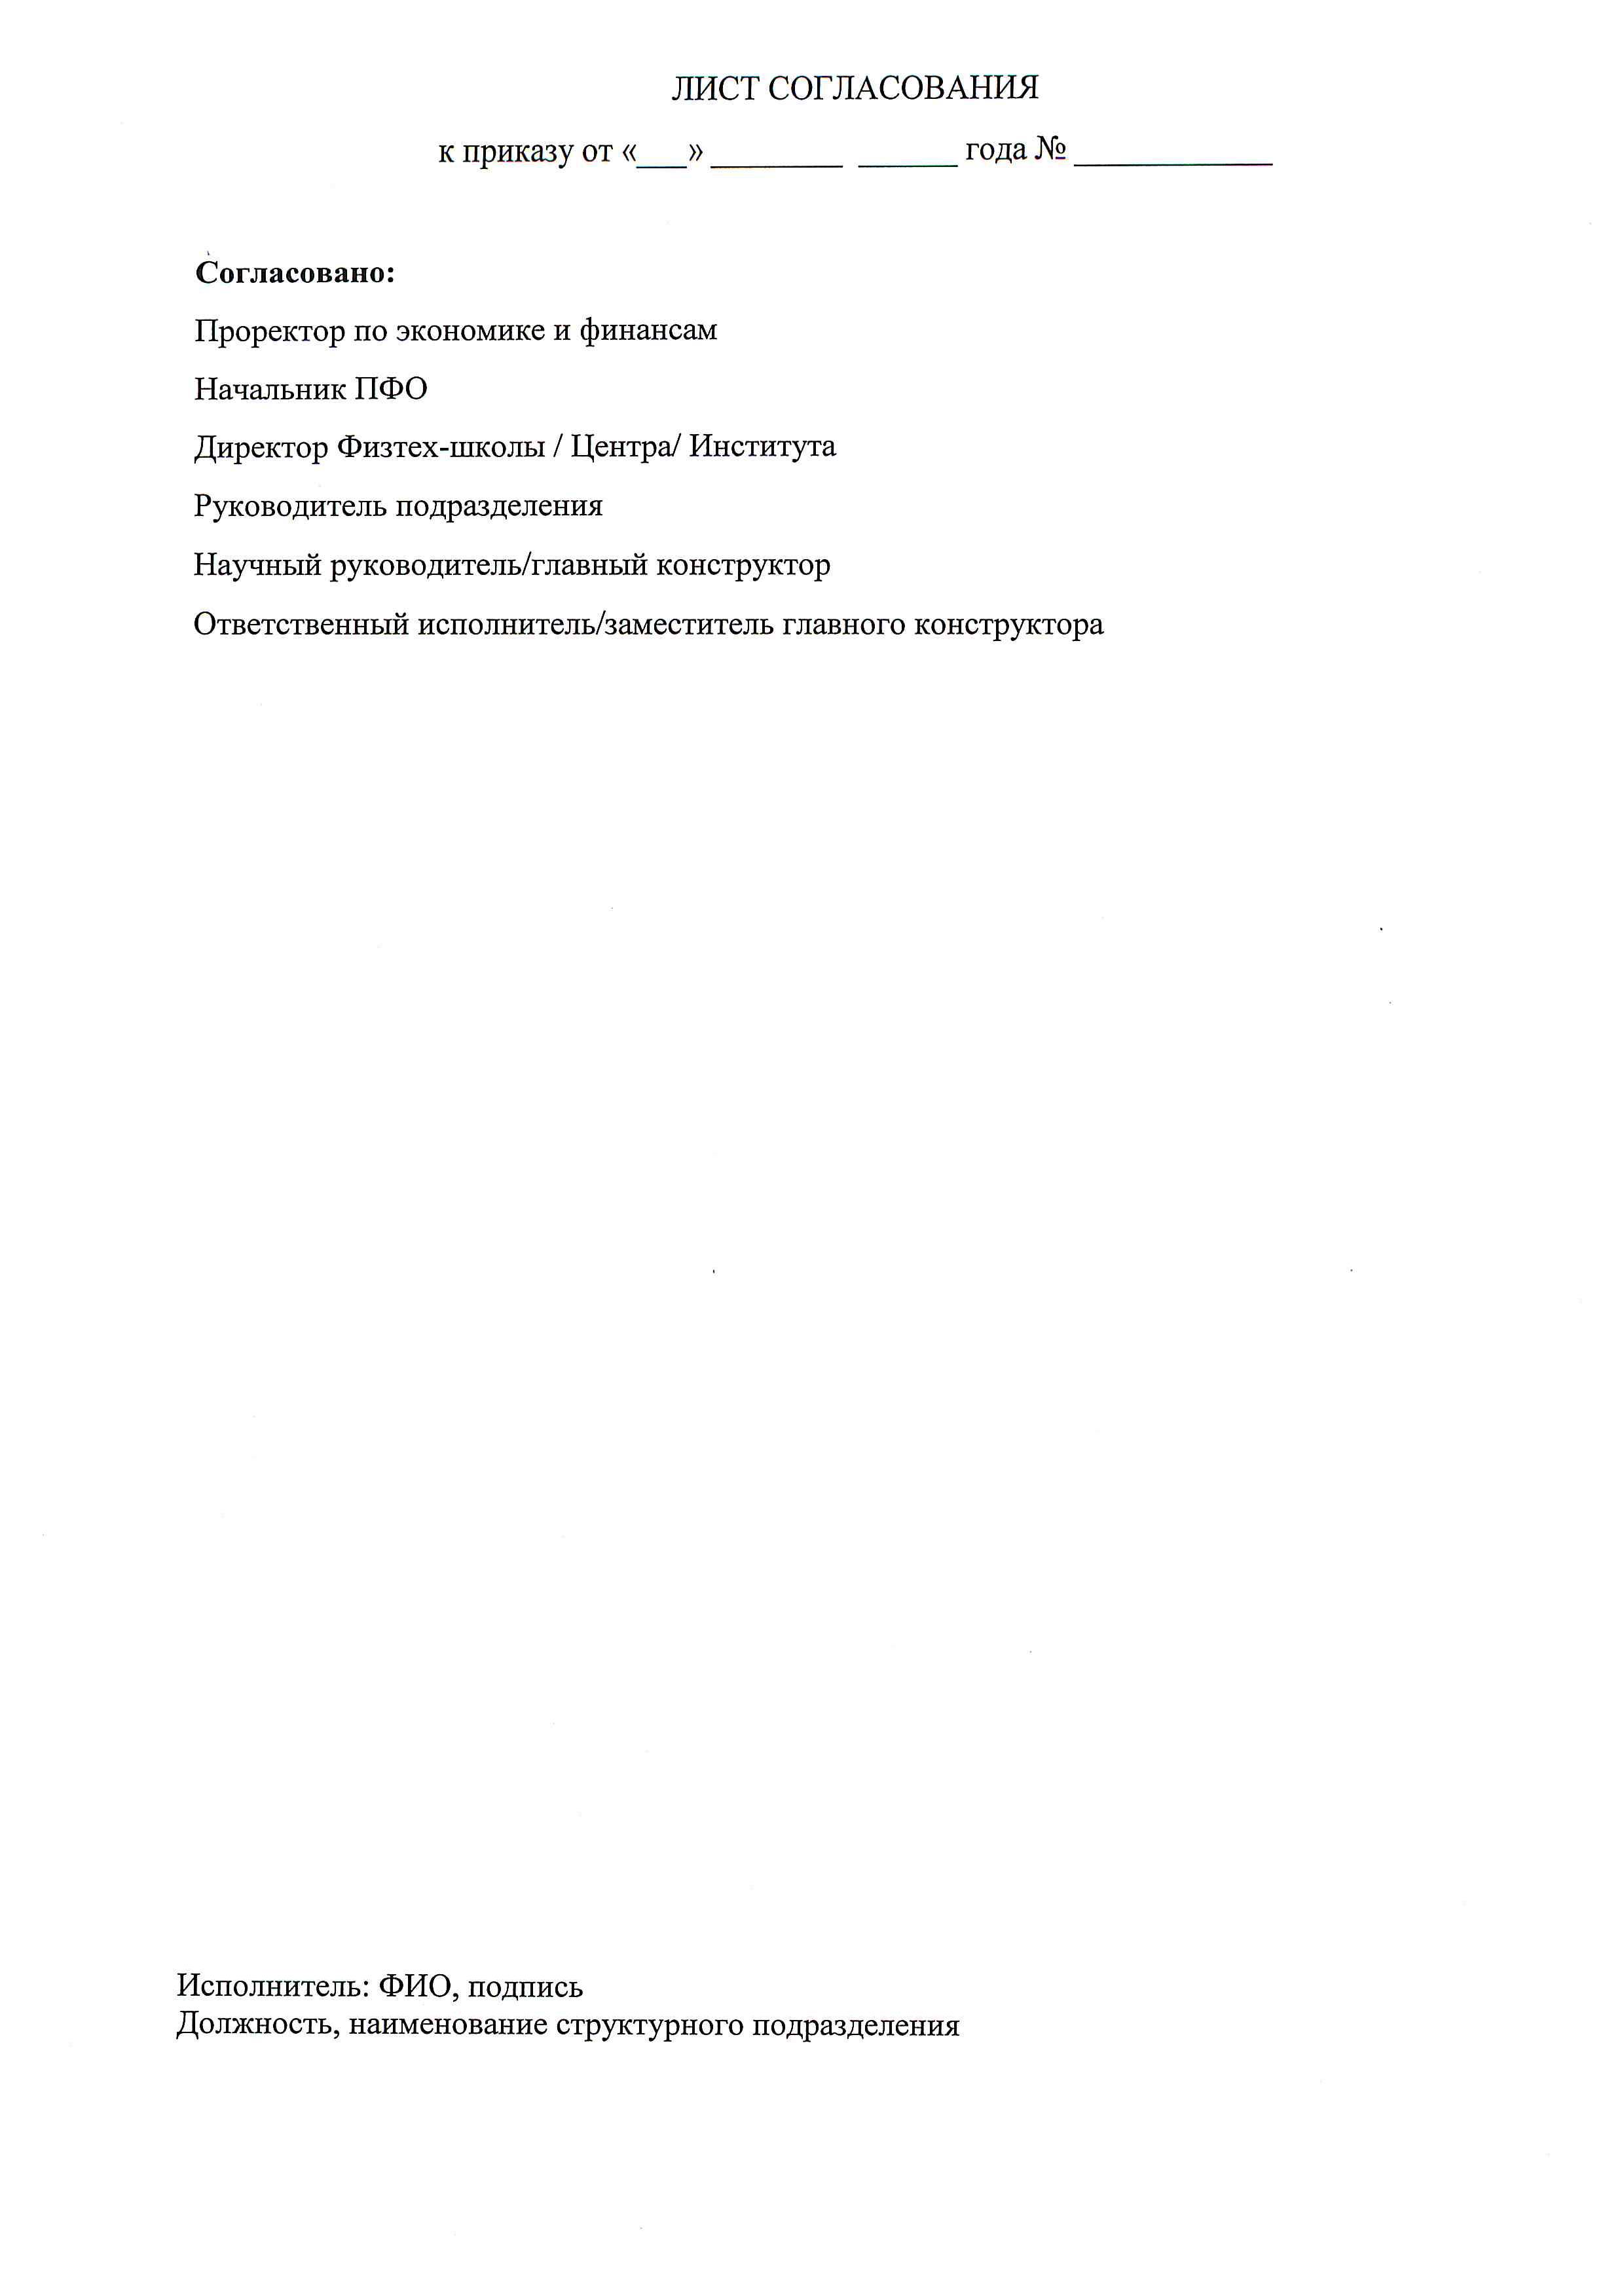 ЛИСТ СОГЛАСОВАНИЯ
к приказу от «___» ________ ______ года № ____________
Согласовано:
Проректор по экономике и финансам
Начальник ПФО
Директор Физтех-школы / Центра/ Института
Руководитель подразделения
Научный руководитель/главный конструктор
Ответственный исполнитель/заместитель главного конструктора
Исполнитель: ФИО, подпись
Должность, наименование структурного подразделения